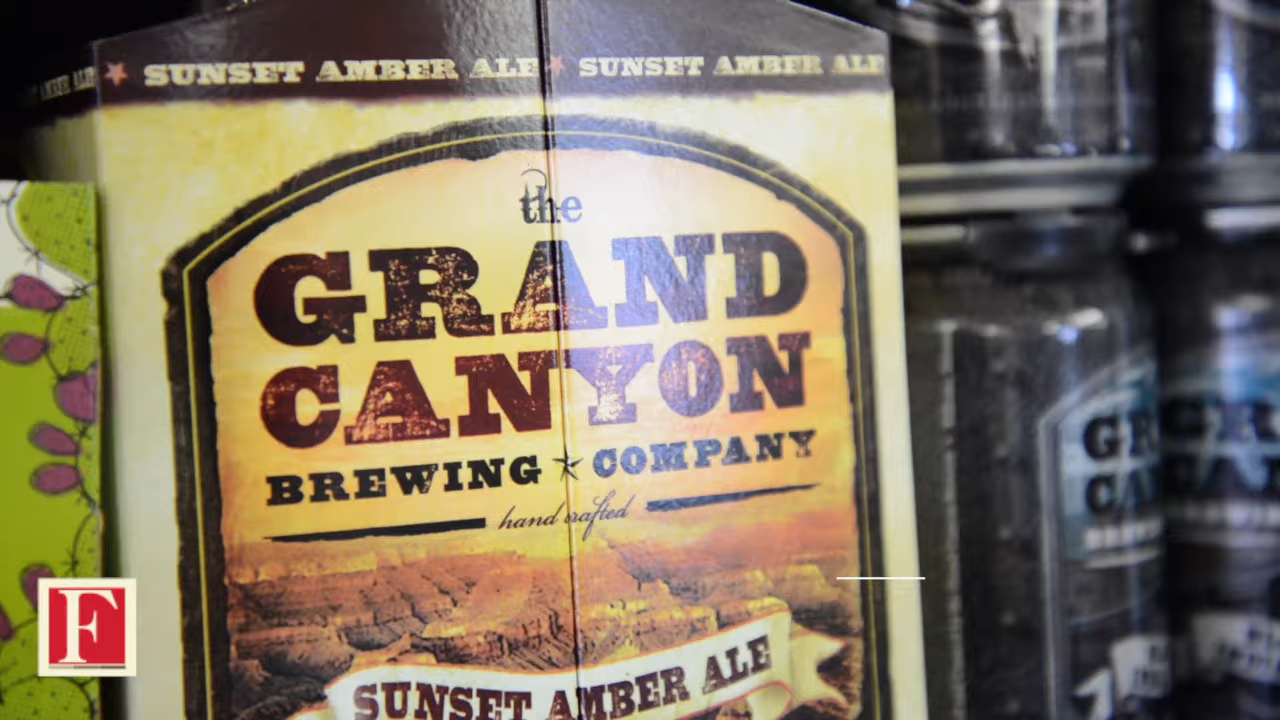 SUNSET AMBER ALE SUNSET AMBER ALE
the
GRAND
CANYON
BREWING COMPANY
hand crafted
SUNSET AMBER ALE
F